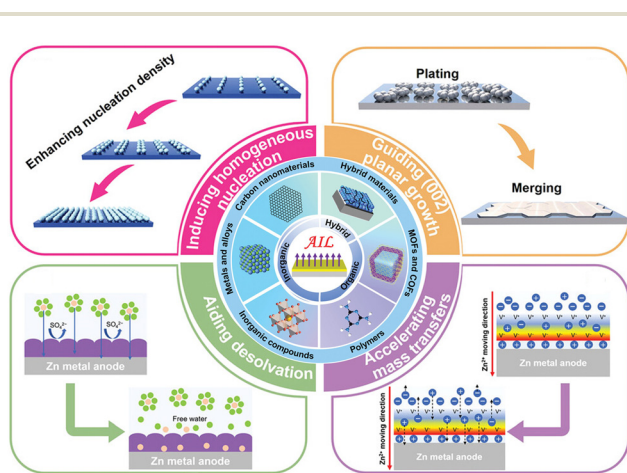 Enhancing nucleation density
Plating
Merging
Inducing homogeneous
nucleation
Guiding (002)
planar growth
Carbon nanomaterials
Hybrid materials
Metals and alloys
MOFs and COFs
Inorganic compounds
Polymers
Hybrid
Inorganic
Organic
AIL
Aiding desolvation
Accelerating
mass transfers
SO₄²⁻
SO₄²⁻
Zn metal anode
Free water
Zn metal anode
Zn²⁺ moving direction
Zn metal anode
Zn²⁺ moving direction
Zn metal anode